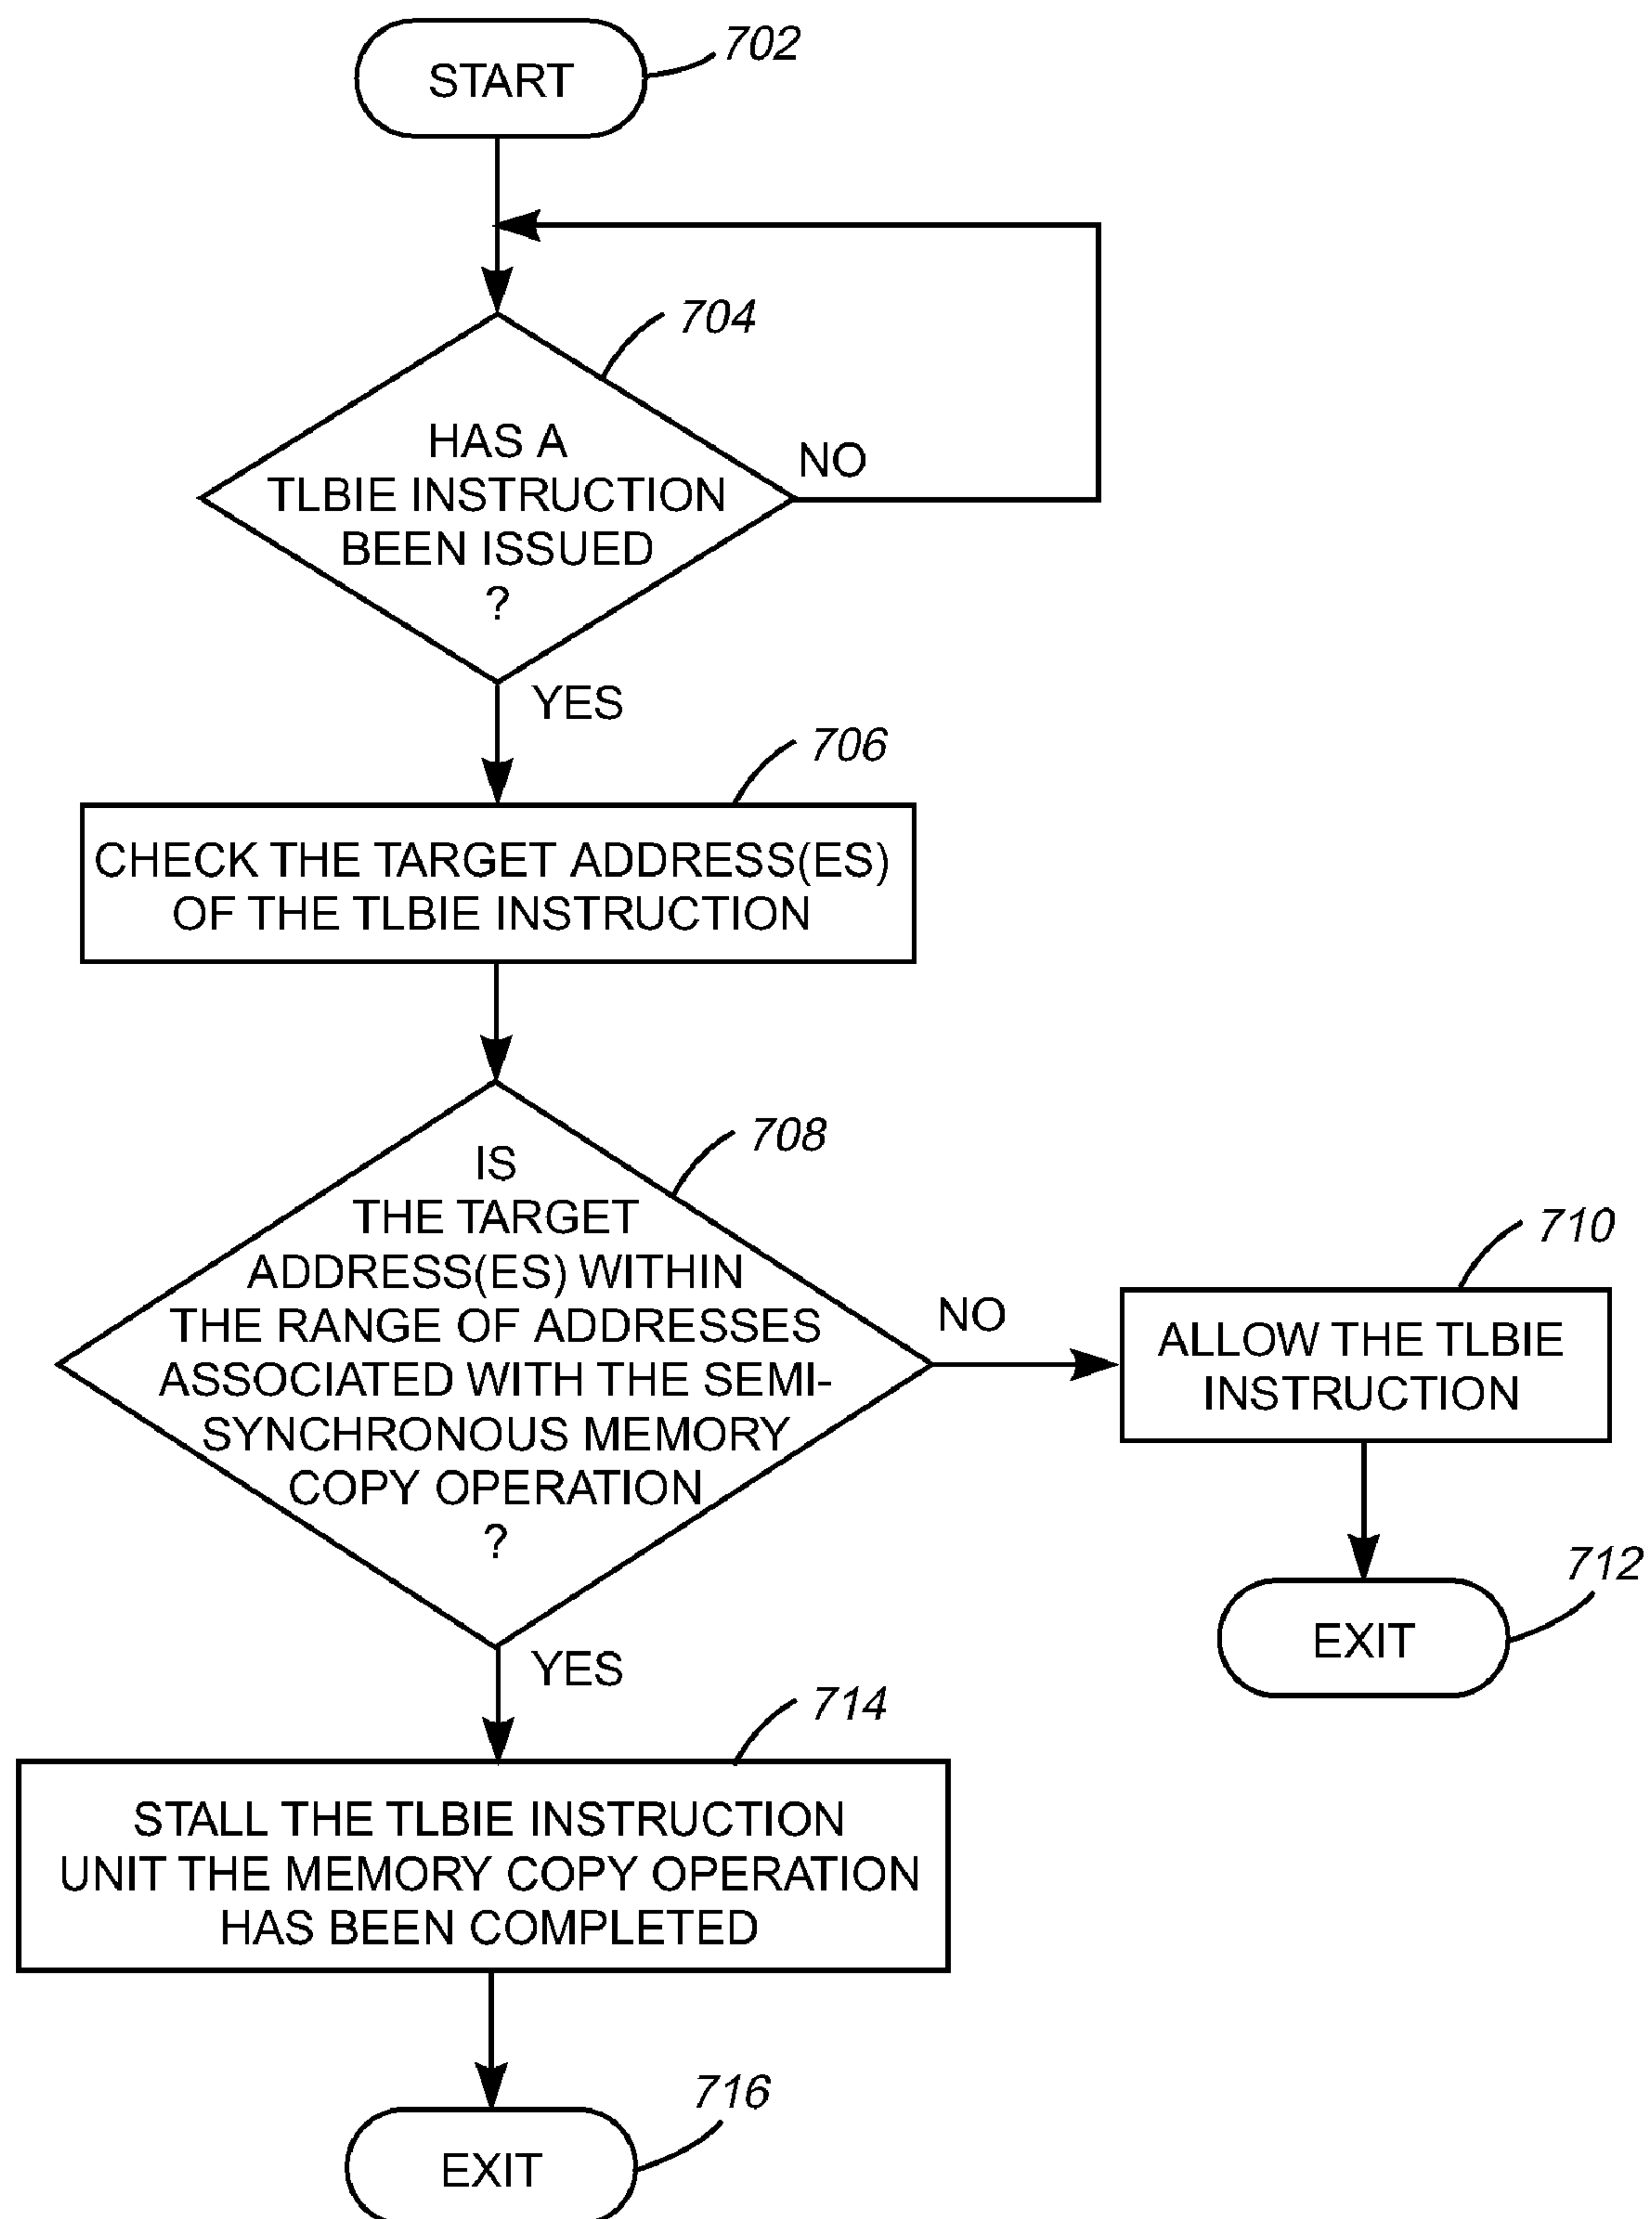 702
START
704
HAS A
TLBIE INSTRUCTION
BEEN ISSUED
?
NO
YES
706
CHECK THE TARGET ADDRESS(ES)
OF THE TLBIE INSTRUCTION
708
IS
THE TARGET
ADDRESS(ES) WITHIN
THE RANGE OF ADDRESSES
ASSOCIATED WITH THE SEMI-
SYNCHRONOUS MEMORY
COPY OPERATION
?
NO
710
ALLOW THE TLBIE
INSTRUCTION
712
EXIT
YES
714
STALL THE TLBIE INSTRUCTION
UNIT THE MEMORY COPY OPERATION
HAS BEEN COMPLETED
716
EXIT